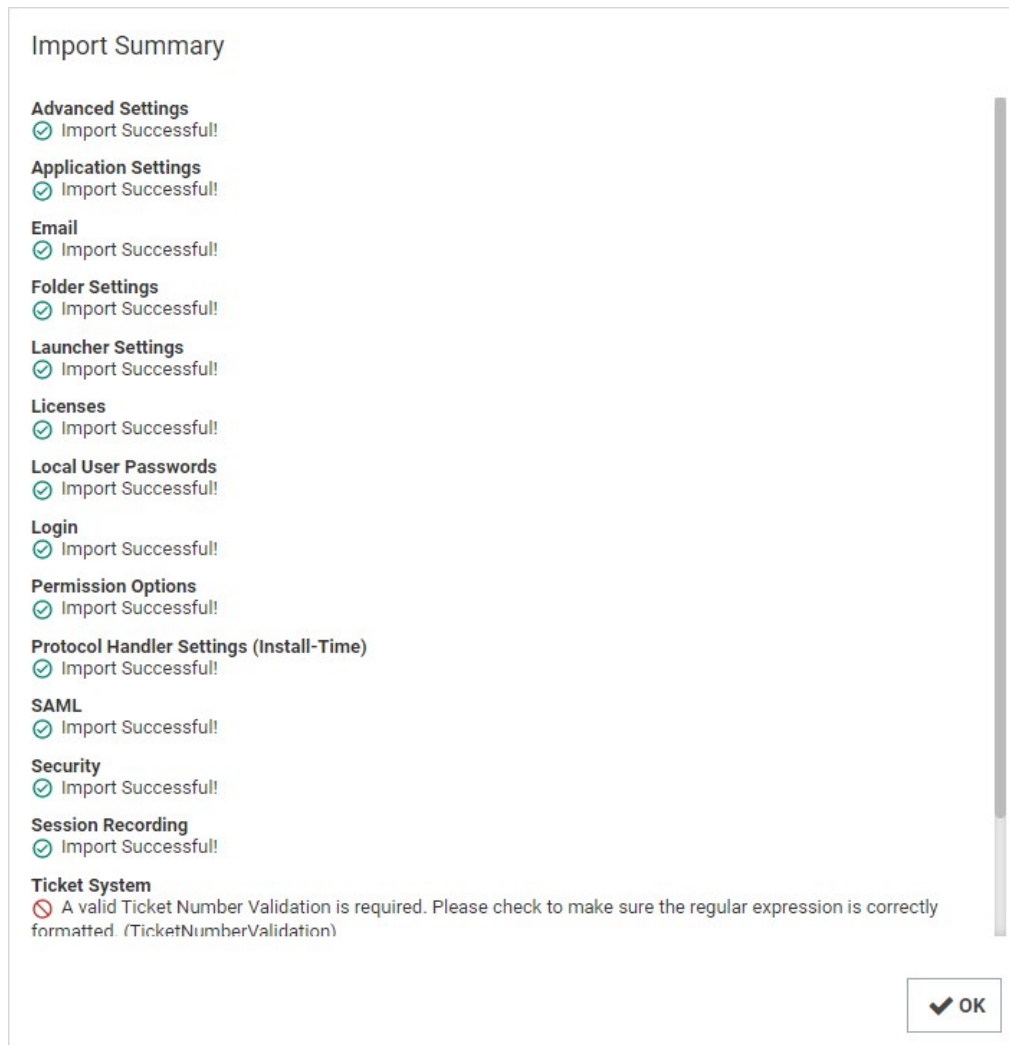 Import Summary
Advanced Settings
Import Successful!
Application Settings
Import Successful!
Email
Import Successful!
Folder Settings
Import Successful!
Launcher Settings
Import Successful!
Licenses
Import Successful!
Local User Passwords
Import Successful!
Login
Import Successful!
Permission Options
Import Successful!
Protocol Handler Settings (Install-Time)
Import Successful!
SAML
Import Successful!
Security
Import Successful!
Session Recording
Import Successful!
Ticket System
A valid Ticket Number Validation is required. Please check to make sure the regular expression is correctly
formatted. (TicketNumberValidation)
OK